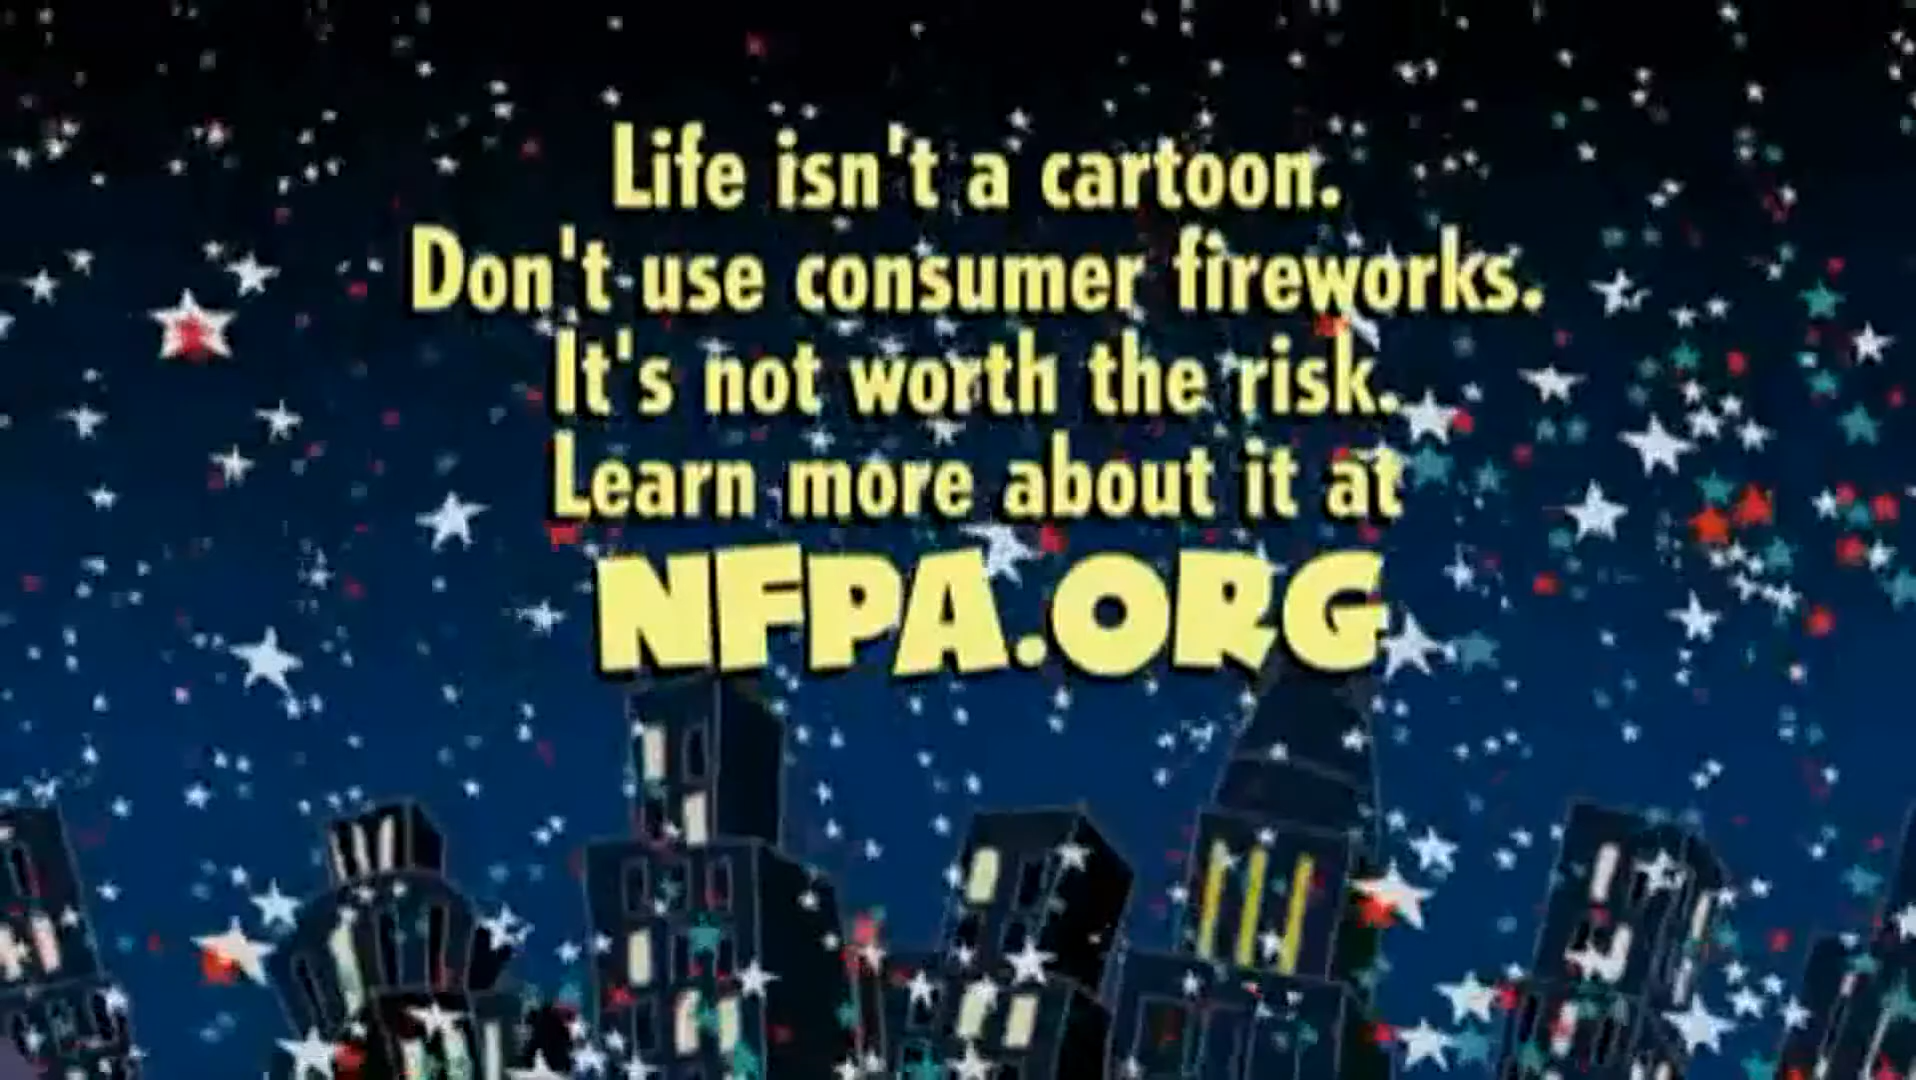 Life isn't a cartoon.
Don't use consumer fireworks.
It's not worth the risk.
Learn more about it at
NFPA.ORG